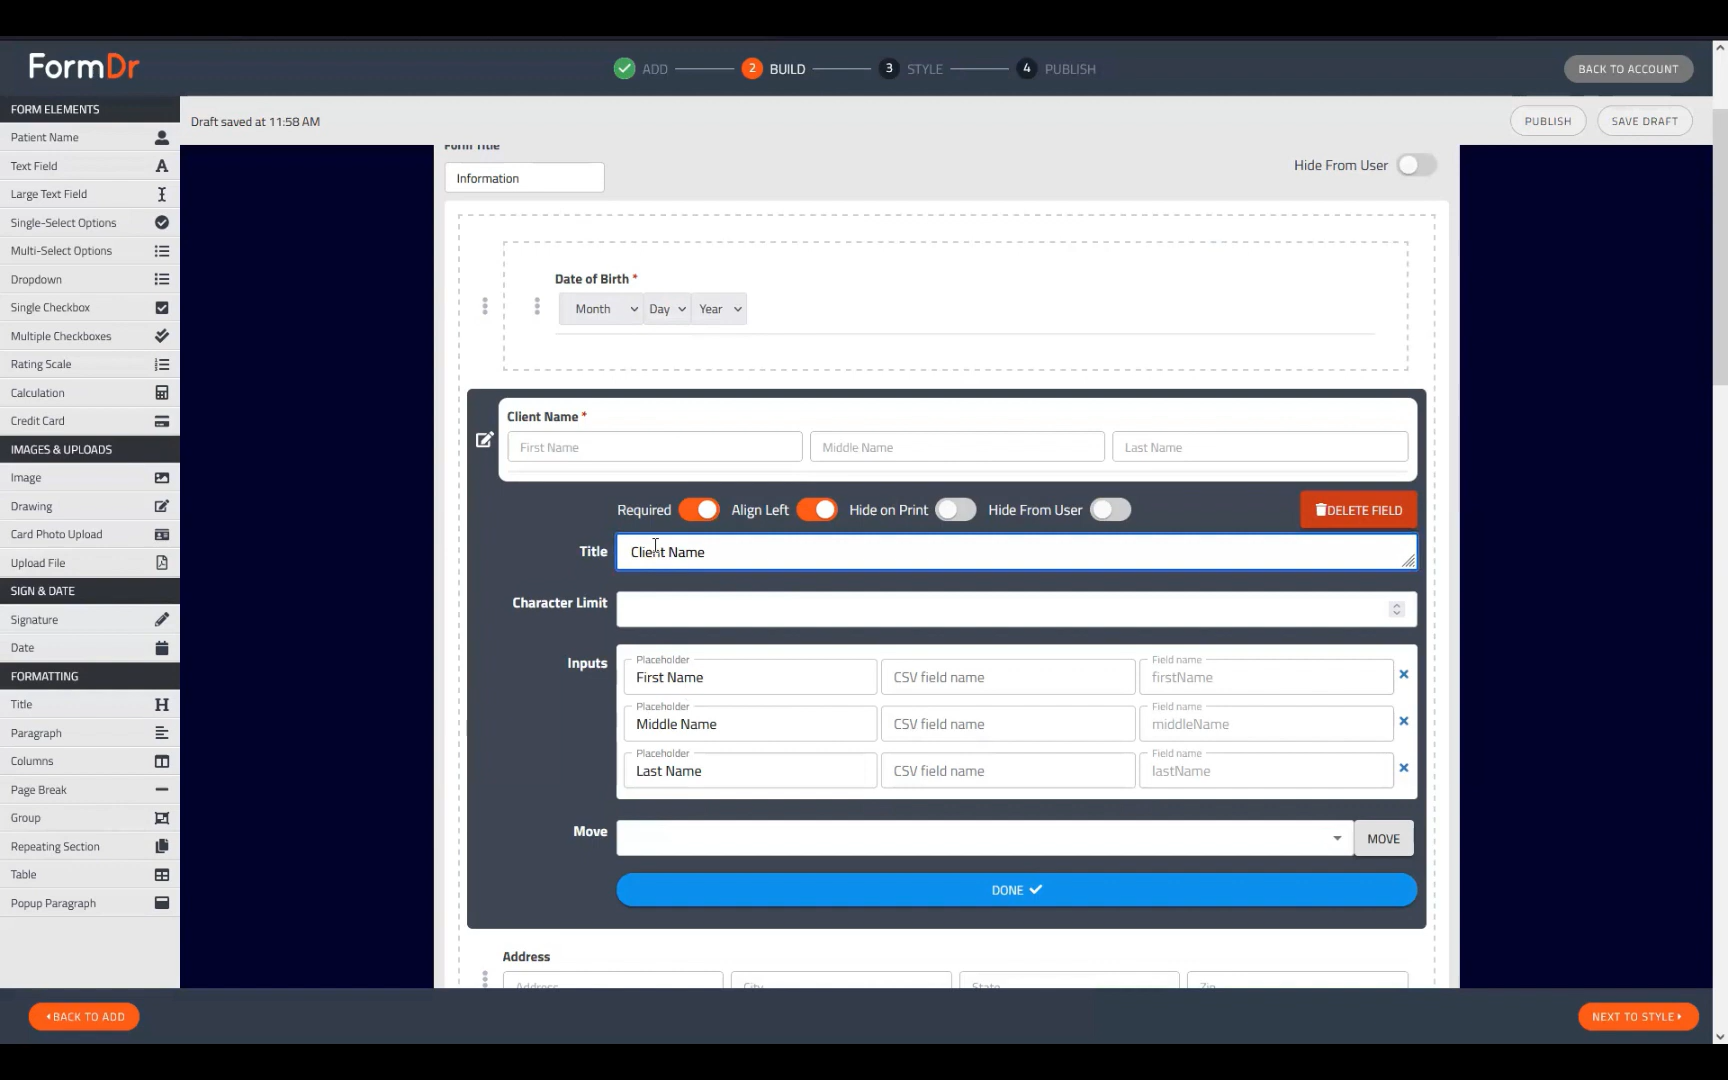 FormDr
ADD
2 BUILD
3 STYLE
4 PUBLISH
BACK TO ACCOUNT
FORM ELEMENTS
Patient Name
Text Field
Large Text Field
Single-Select Options
Multi-Select Options
Dropdown
Single Checkbox
Multiple Checkboxes
Rating Scale
Calculation
Credit Card
IMAGES & UPLOADS
Image
Drawing
Card Photo Upload
Upload File
SIGN & DATE
Signature
Date
FORMATTING
Title
Paragraph
Columns
Page Break
Group
Repeating Section
Table
Popup Paragraph
Draft saved at 11:58 AM
PUBLISH
SAVE DRAFT
Form Title
Information
Hide From User
Date of Birth *
Month Day Year
Client Name *
First Name
Middle Name
Last Name
Required
Align Left
Hide on Print
Hide From User
DELETE FIELD
Title
Client Name
Character Limit
Inputs
Placeholder
First Name
CSV field name
Field name
firstName
Placeholder
Middle Name
CSV field name
Field name
middleName
Placeholder
Last Name
CSV field name
Field name
lastName
Move
MOVE
DONE
Address
Address
City
State
Zip
BACK TO ADD
NEXT TO STYLE